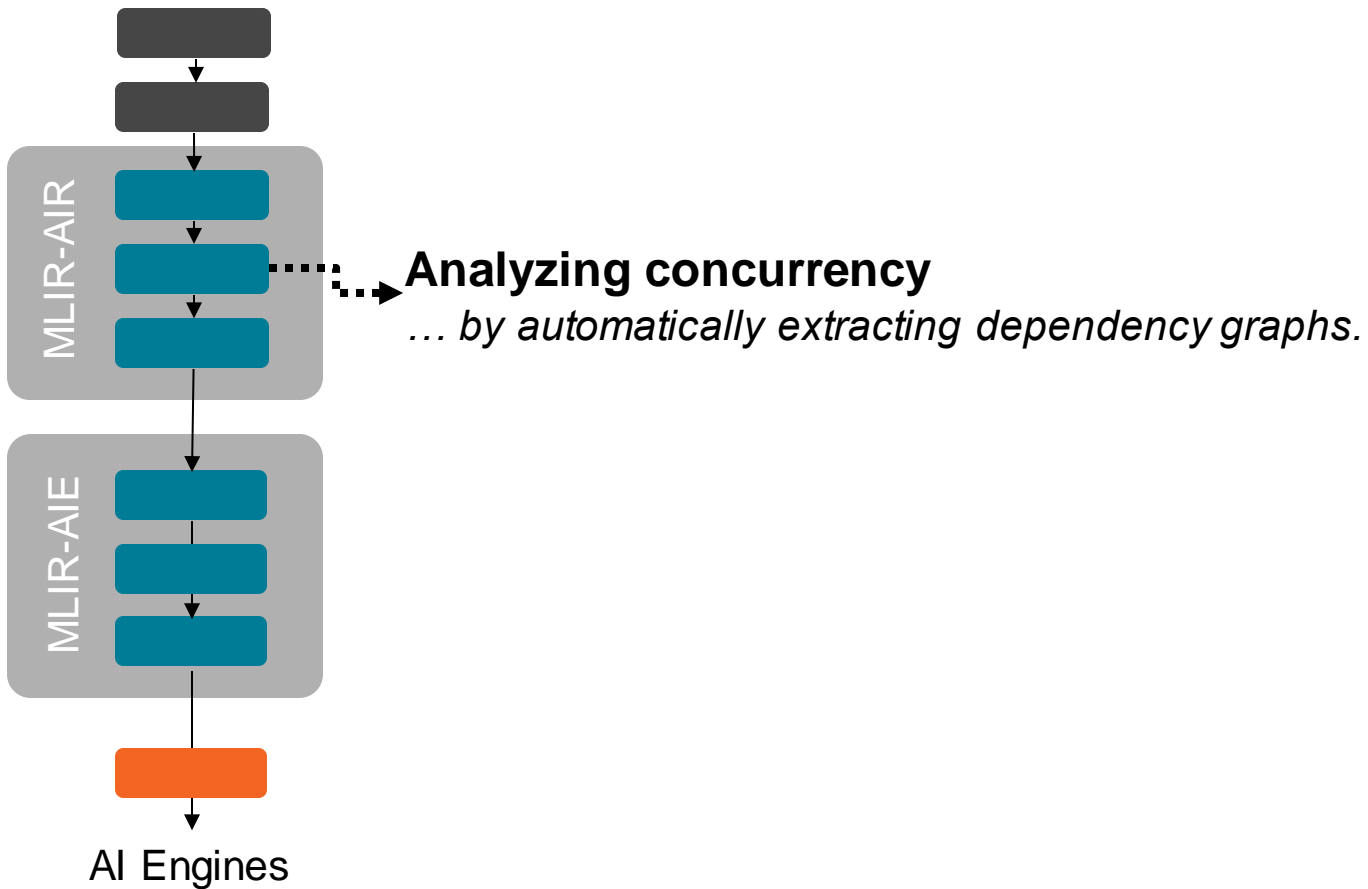 MLIR-AIR
Analyzing concurrency
… by automatically extracting dependency graphs.
MLIR-AIE
AI Engines